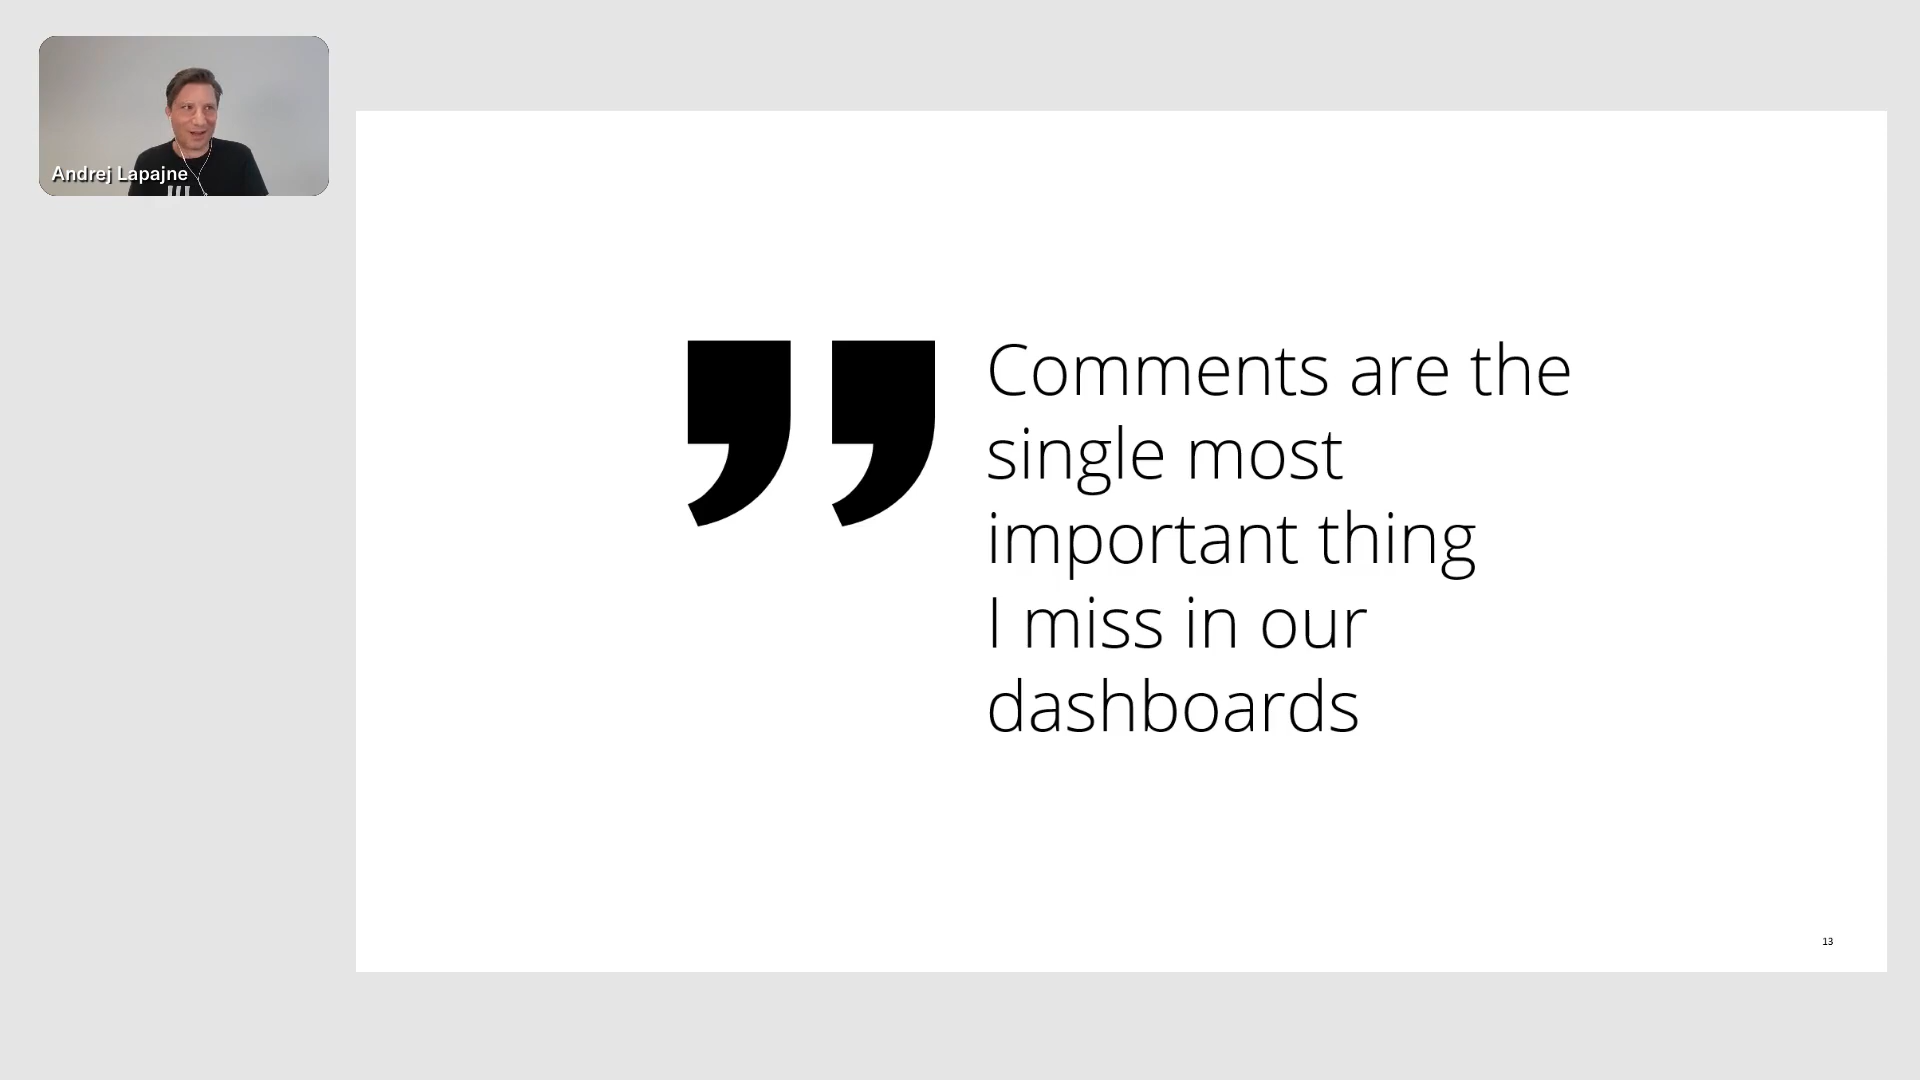 Andrej Lapajne
Comments are the
single most
important thing
I miss in our
dashboards
13